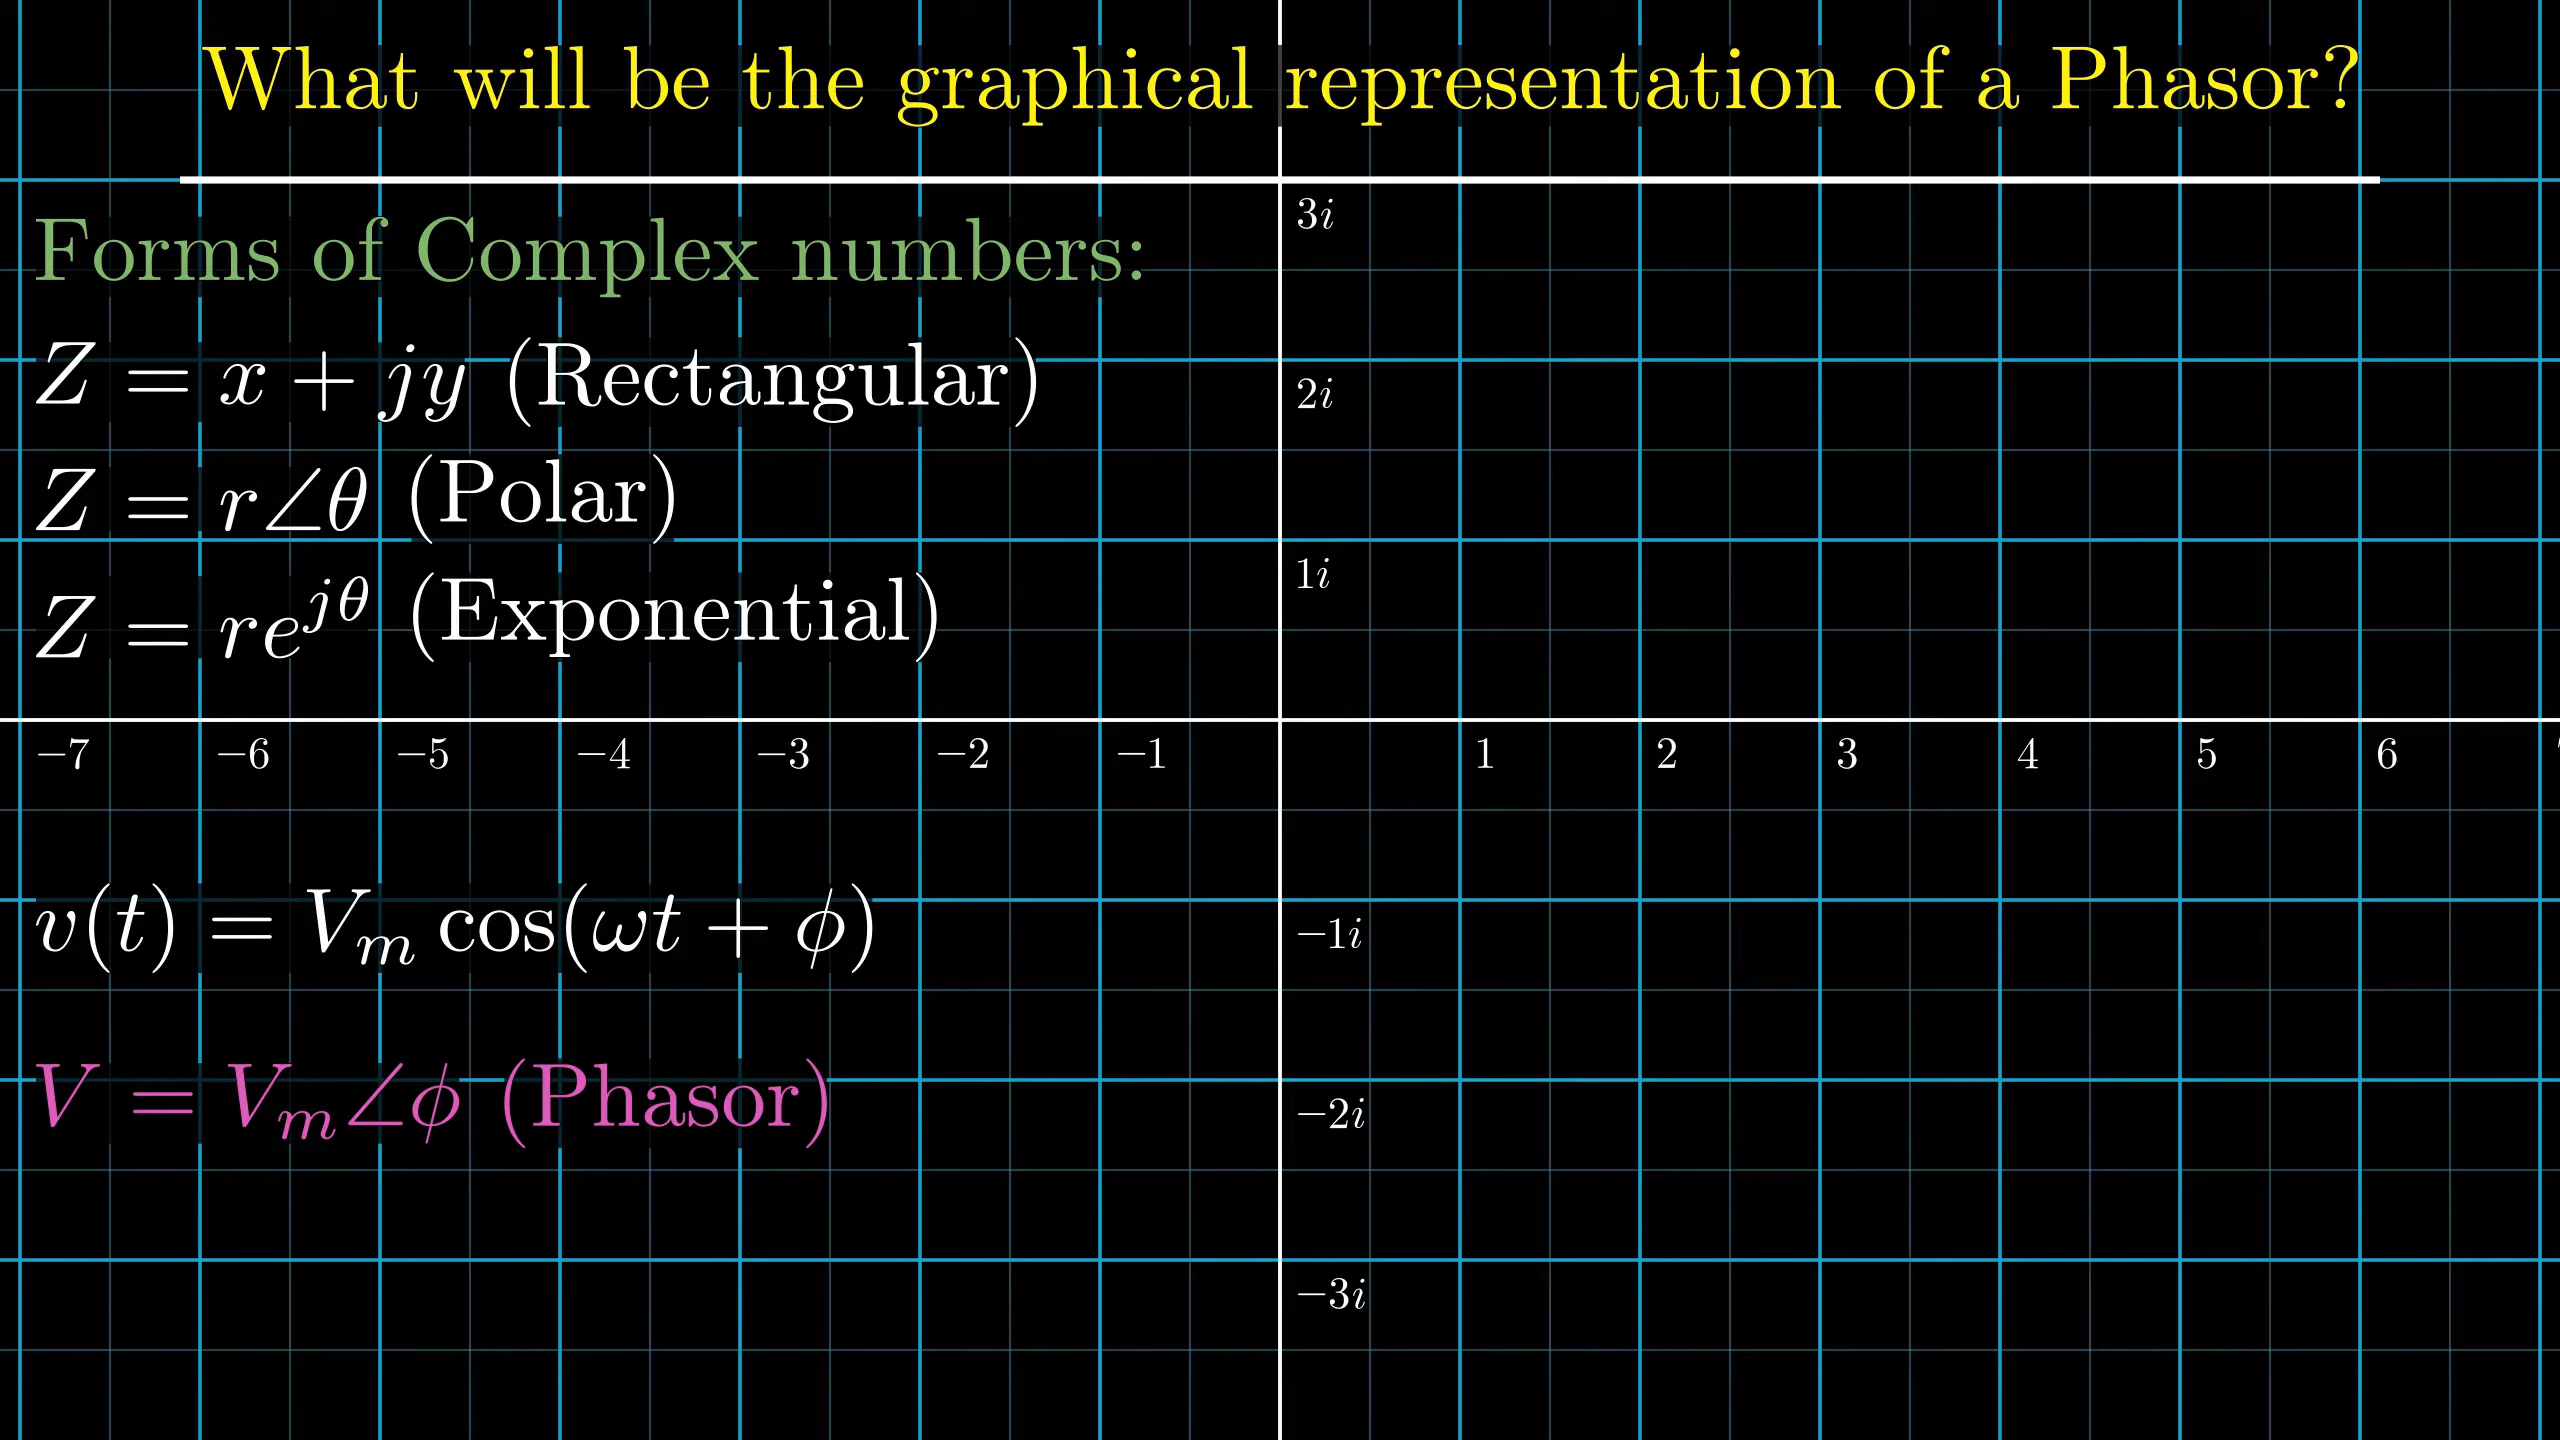 What will be the graphical representation of a Phasor?
Forms of Complex numbers:
Z = x + jy (Rectangular)
Z = r∠θ (Polar)
Z = re^{jθ} (Exponential)
v(t) = V_m cos(ωt + ϕ)
V = V_m∠ϕ (Phasor)
3i
2i
1i
−7 −6 −5 −4 −3 −2 −1 1 2 3 4 5 6
−1i
−2i
−3i